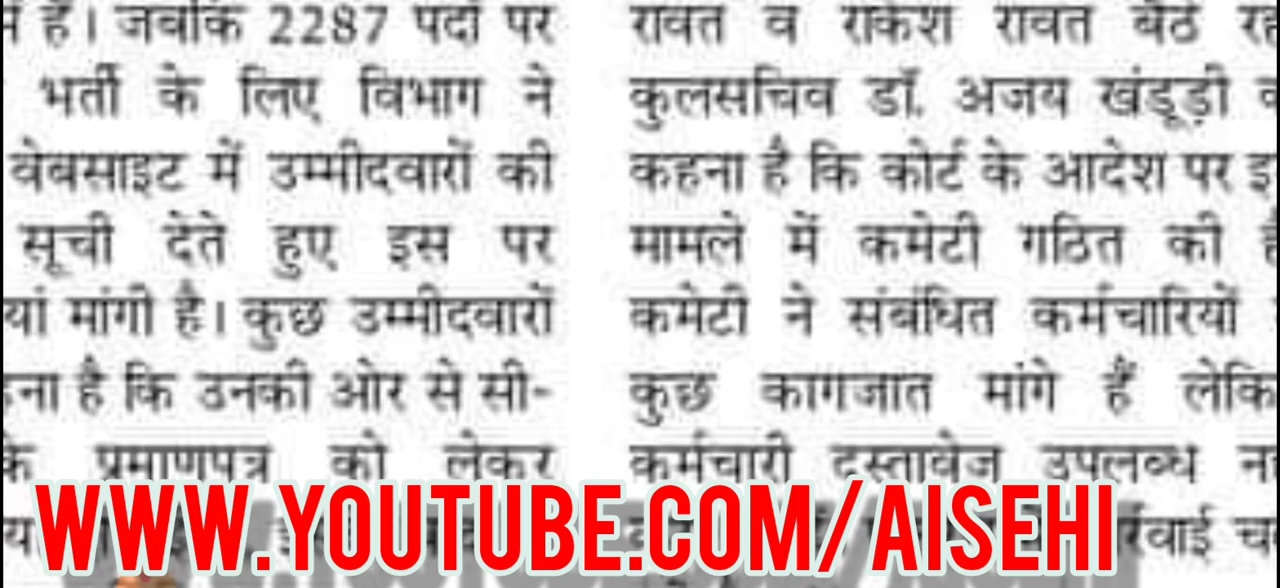 में हैं। जबकि 2287 पदों पर
भर्ती के लिए विभाग ने
वेबसाइट में उम्मीदवारों की
सूची देते हुए इस पर
यां मांगी है। कुछ उम्मीदवारों
ना है कि उनकी ओर से सी-
के प्रमाणपत्र को लेकर
रावत व राकेश रावत बैठे
कुलसचिव डॉ. अजय खंडूड़ी
कहना है कि कोर्ट के आदेश पर
मामले में कमेटी गठित की
कमेटी ने संबंधित कर्मचारियों
कुछ कागजात मांगे हैं
कर्मचारी दस्तावेज उपलब्ध
WWW.YOUTUBE.COM/AISEHI